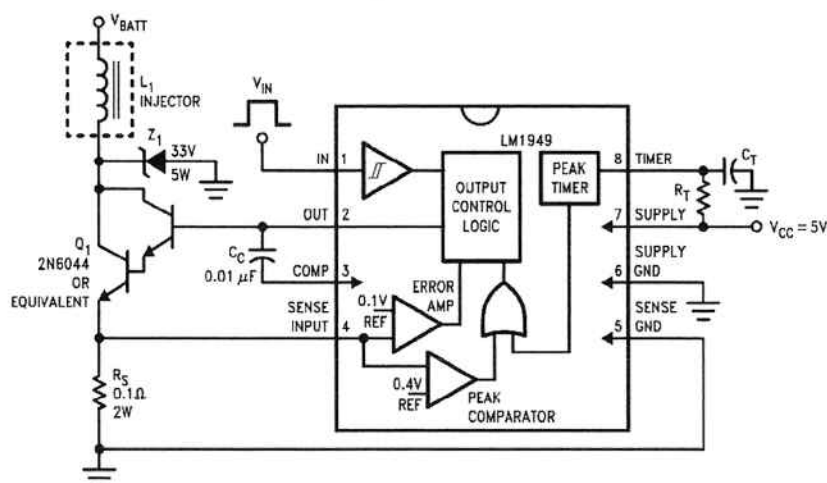 V_BATT
L1
INJECTOR
V_IN
Z1
33V
5W
LM1949
IN
1
8
TIMER
C_T
PEAK
TIMER
R_T
OUTPUT
CONTROL
LOGIC
OUT
2
7
SUPPLY
V_CC = 5V
Q1
2N6044
OR
EQUIVALENT
C_C
0.01 μF
COMP
3
SUPPLY
6
GND
ERROR
AMP
0.1V
REF
SENSE
INPUT
4
SENSE
5
GND
0.4V
REF
PEAK
COMPARATOR
R_S
0.1Ω
2W